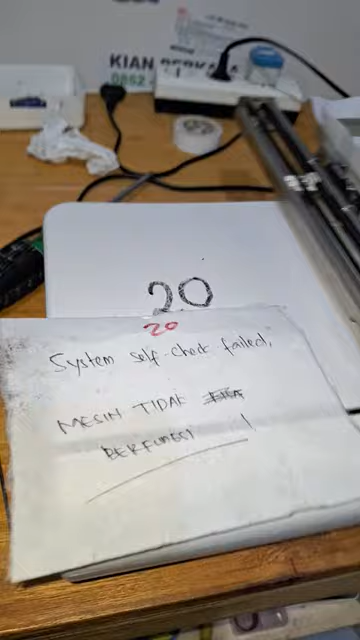 KIAN BERKA
0852 -
20
20
System self-check failed,
MESIN TIDAK
BERFUNGSI !